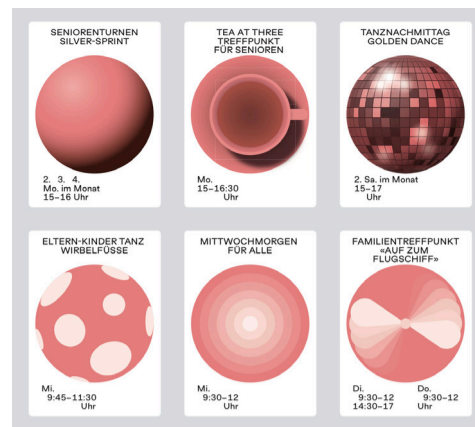 SENIORENTURNEN
SILVER-SPRINT
2. 3. 4.
Mo. im Monat
15–16 Uhr
TEA AT THREE
TREFFPUNKT
FÜR SENIOREN
Mo.
15–16:30
Uhr
TANZNACHMITTAG
GOLDEN DANCE
2. Sa. im Monat
15–17
Uhr
ELTERN-KINDER TANZ
WIRBELFÜSSE
Mi.
9:45–11:30
Uhr
MITTWOCHMORGEN
FÜR ALLE
Mi.
9:30–12
Uhr
FAMILIENTREFFPUNKT
«AUF ZUM
FLUGSCHIFF»
Di. Do.
9:30–12 9:30–12
14:30–17 Uhr
Uhr